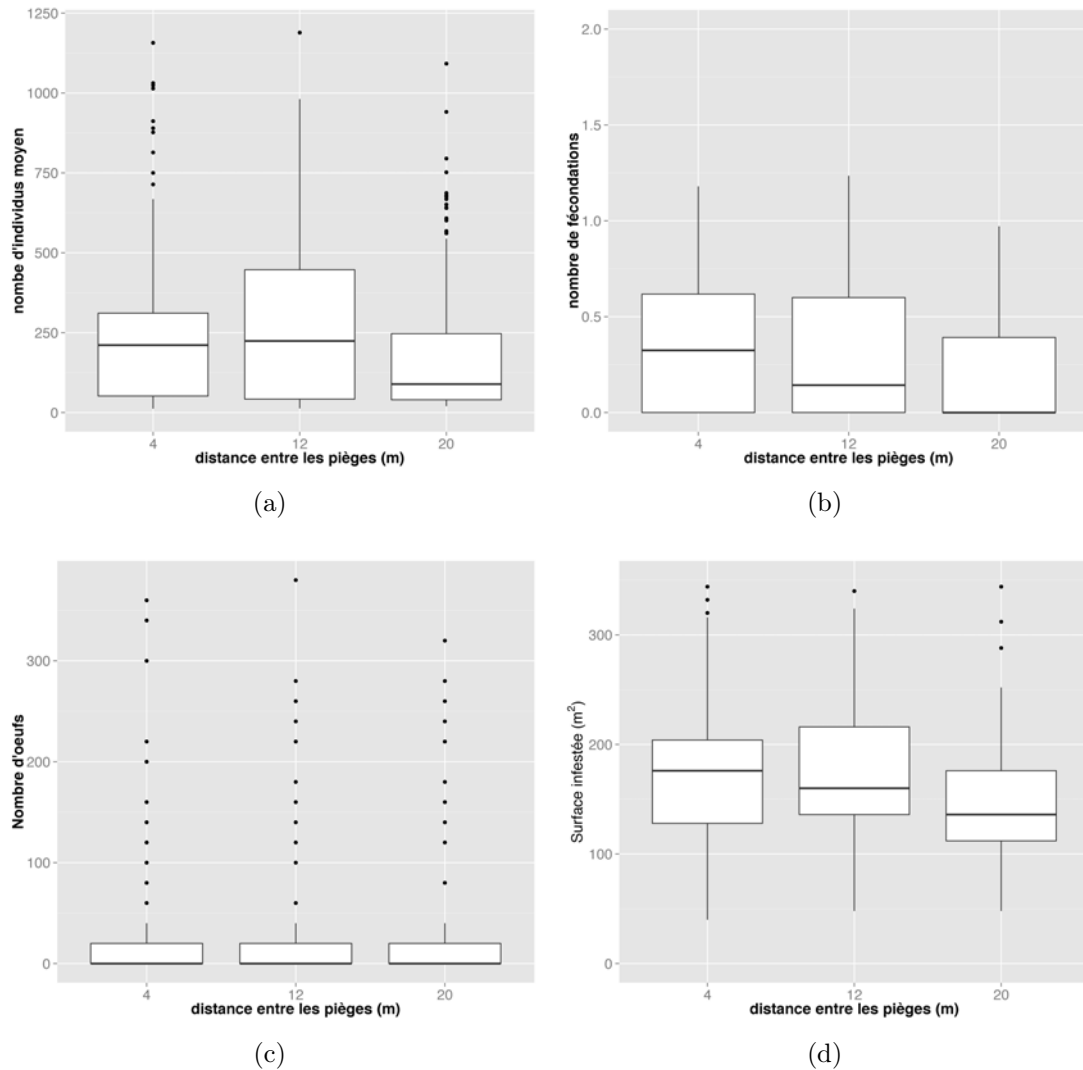 1250
1000
750
500
250
0
nombe d'individus moyen
4 12 20
distance entre les pièges (m)
(a)
2.0
1.5
1.0
0.5
0.0
nombre de fécondations
4 12 20
distance entre les pièges (m)
(b)
300
200
100
0
Nombre d'oeufs
4 12 20
distance entre les pièges (m)
(c)
300
200
100
0
Surface infestée (m²)
4 12 20
distance entre les pièges (m)
(d)